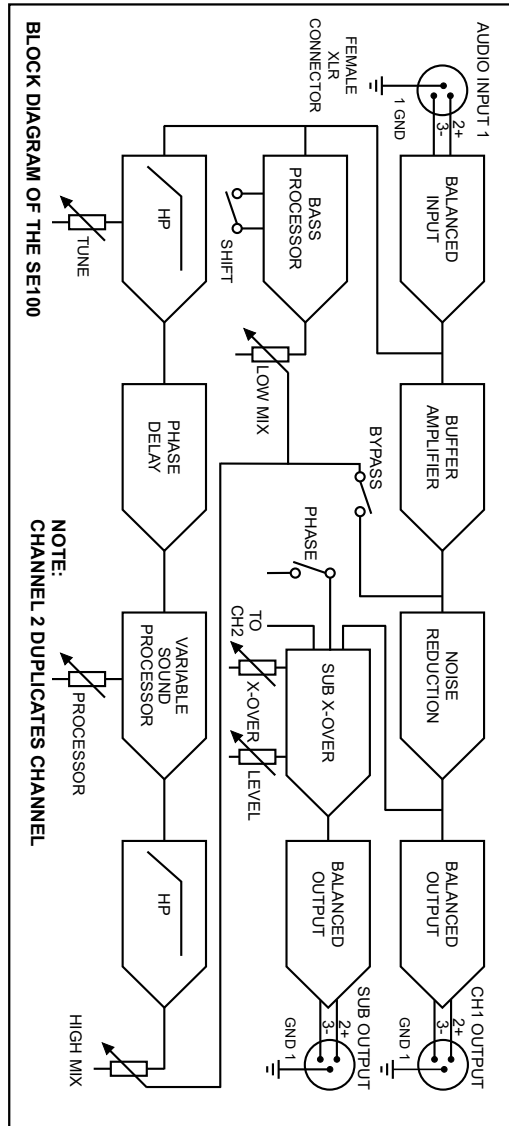 AUDIO INPUT 1
2+
3-
1 GND
FEMALE
XLR
CONNECTOR
BALANCED
INPUT
BUFFER
AMPLIFIER
NOISE
REDUCTION
BALANCED
OUTPUT
CH1 OUTPUT
2+
3-
GND 1
BYPASS
BASS
PROCESSOR
SHIFT
LOW MIX
PHASE
TO
CH2
SUB X-OVER
X-OVER
LEVEL
BALANCED
OUTPUT
SUB OUTPUT
2+
3-
GND 1
HP
TUNE
PHASE
DELAY
VARIABLE
SOUND
PROCESSOR
PROCESSOR
HP
HIGH MIX
BLOCK DIAGRAM OF THE SE100
NOTE:
CHANNEL 2 DUPLICATES CHANNEL